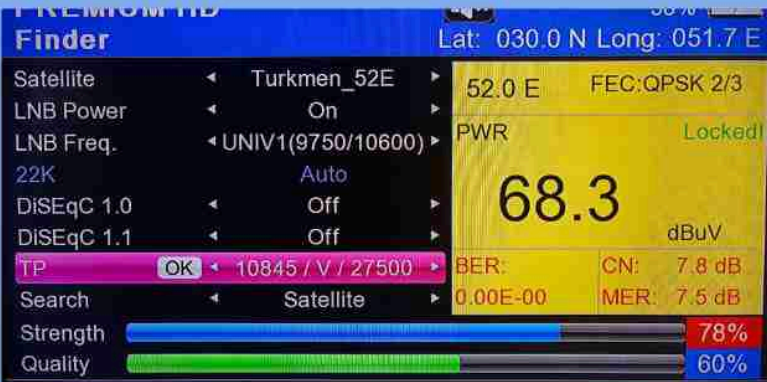 PREMIUM HD
Finder
Lat: 030.0 N Long: 051.7 E
Satellite Turkmen_52E
LNB Power On
LNB Freq. UNIV1(9750/10600)
22K Auto
DiSEqC 1.0 Off
DiSEqC 1.1 Off
TP OK 10845 / V / 27500
Search Satellite
52.0 E FEC:QPSK 2/3
PWR Locked!
68.3
dBuV
BER: CN: 7.8 dB
0.00E-00 MER: 7.5 dB
Strength 78%
Quality 60%